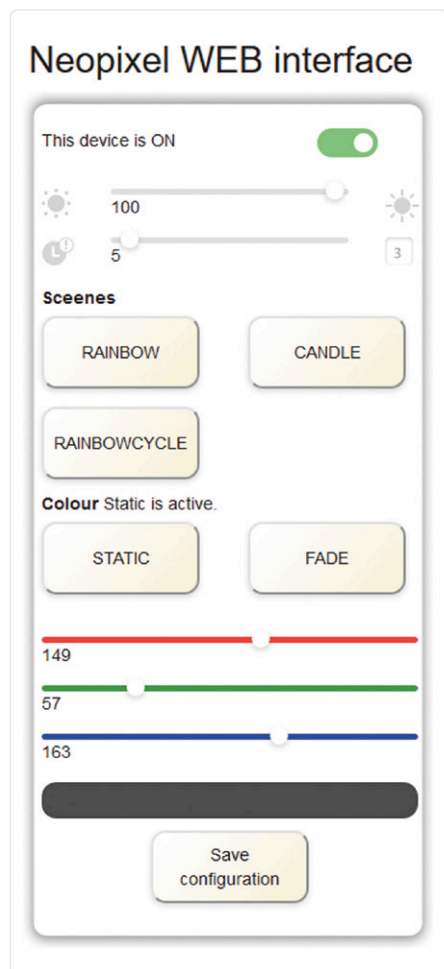 Neopixel WEB interface
This device is ON
100
5
3
Sceenes
RAINBOW
CANDLE
RAINBOWCYCLE
Colour Static is active.
STATIC
FADE
149
57
163
Save
configuration